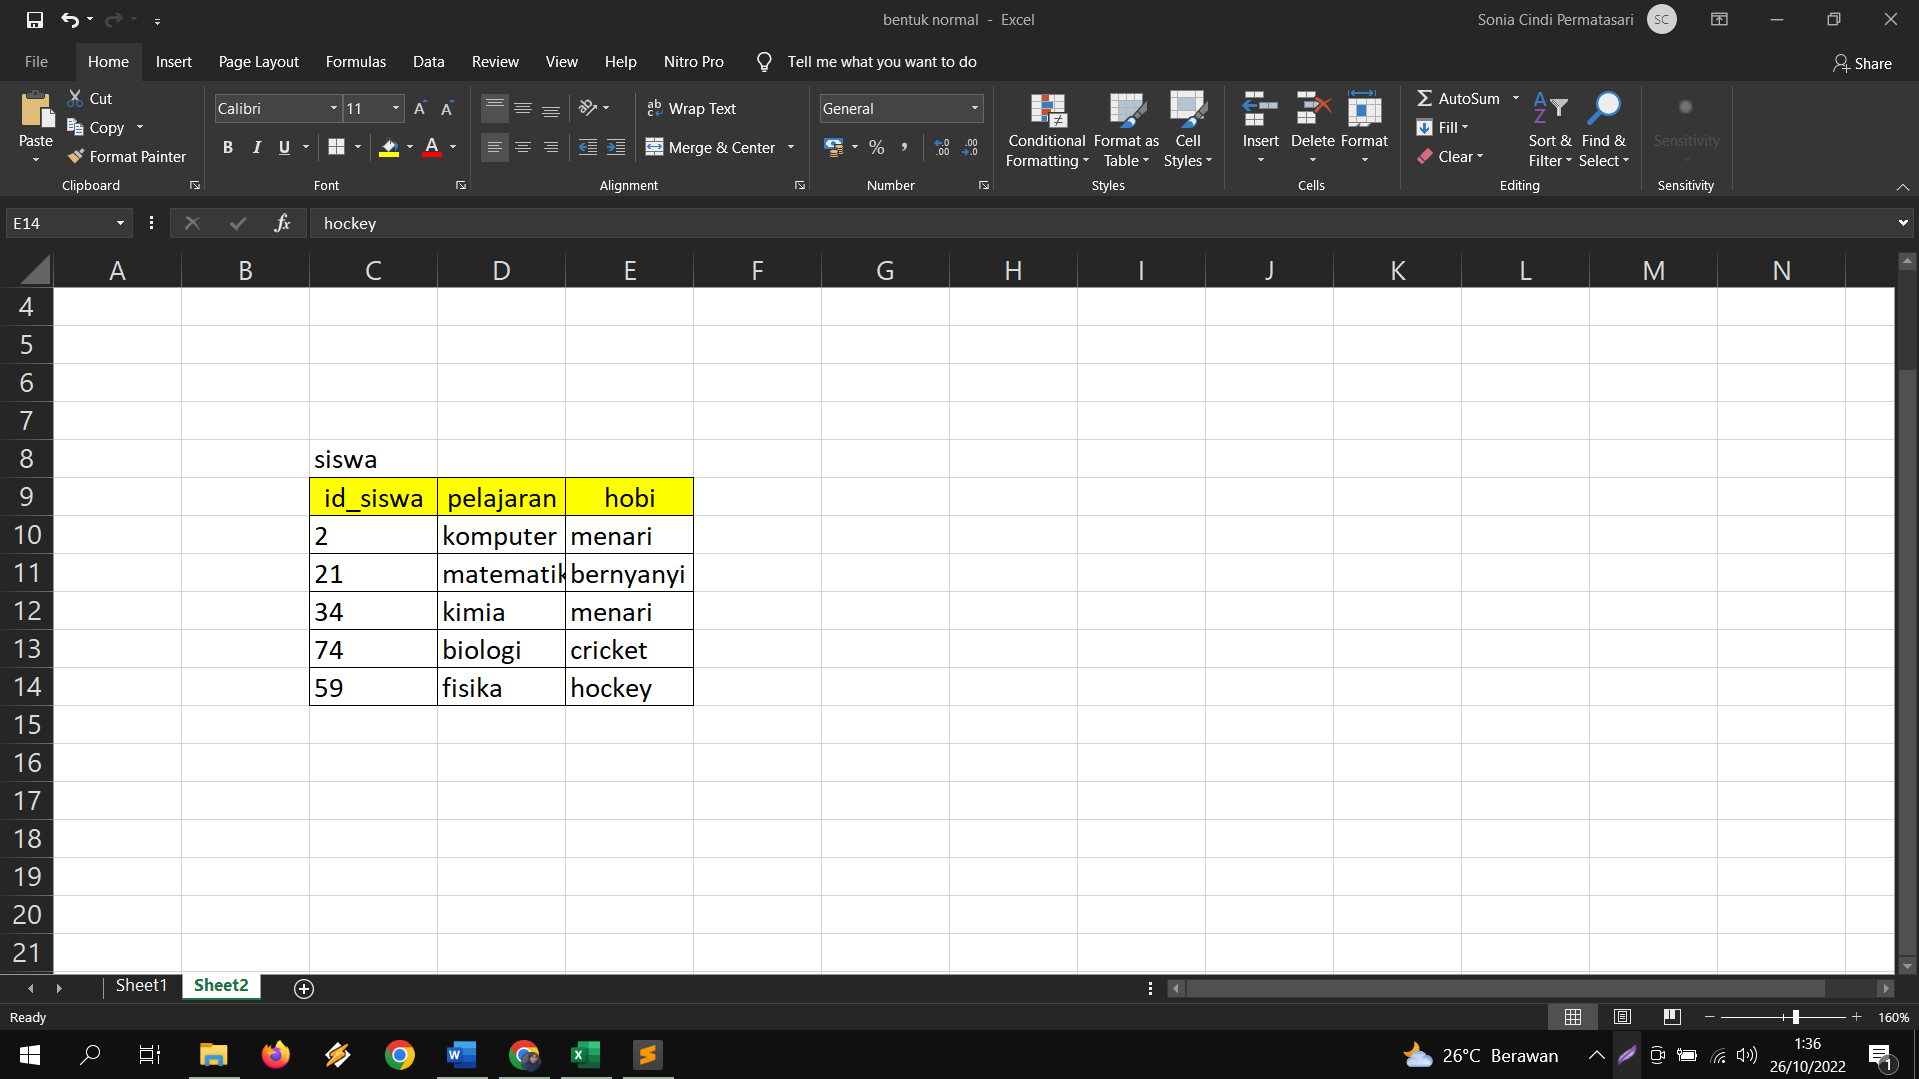 bentuk normal - Excel
Sonia Cindi Permatasari
SC
File Home Insert Page Layout Formulas Data Review View Help Nitro Pro Tell me what you want to do
Share
Paste
Cut
Copy
Format Painter
Clipboard
Calibri 11
B I U
Font
Wrap Text
Merge & Center
Alignment
General
Number
Conditional Formatting
Format as Table
Cell Styles
Styles
Insert Delete Format
Cells
AutoSum
Fill
Clear
Sort & Filter
Find & Select
Editing
Sensitivity
Sensitivity
E14 fx hockey
A B C D E F G H I J K L M N
4
5
6
7
8 siswa
9 id_siswa pelajaran hobi
10 2 komputer menari
11 21 matematik bernyanyi
12 34 kimia menari
13 74 biologi cricket
14 59 fisika hockey
15
16
17
18
19
20
21
Sheet1 Sheet2
Ready
160%
26°C Berawan
1:36
26/10/2022
1